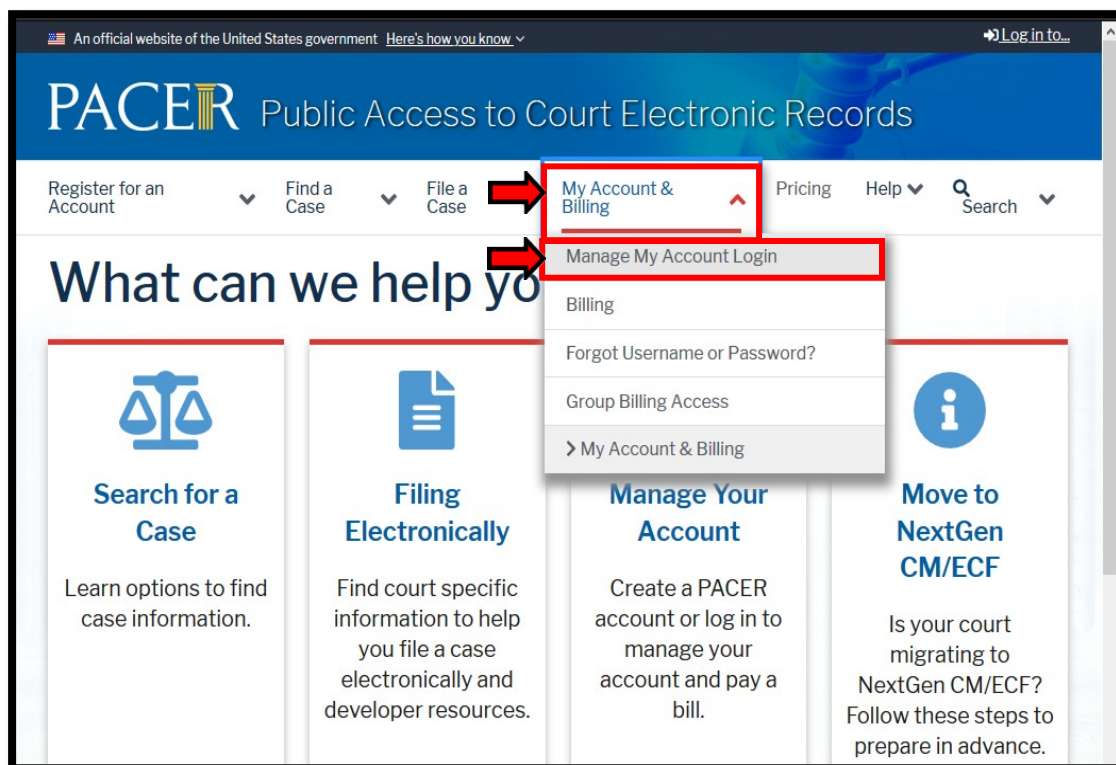 An official website of the United States government Here's how you know
Log in to...
PACER Public Access to Court Electronic Records
Register for an
Account
Find a
Case
File a
Case
My Account &
Billing
Pricing
Help
Search
What can we help yo
Manage My Account Login
Billing
Forgot Username or Password?
Group Billing Access
> My Account & Billing
Search for a
Case
Learn options to find
case information.
Filing
Electronically
Find court specific
information to help
you file a case
electronically and
developer resources.
Manage Your
Account
Create a PACER
account or log in to
manage your
account and pay a
bill.
Move to
NextGen
CM/ECF
Is your court
migrating to
NextGen CM/ECF?
Follow these steps to
prepare in advance.